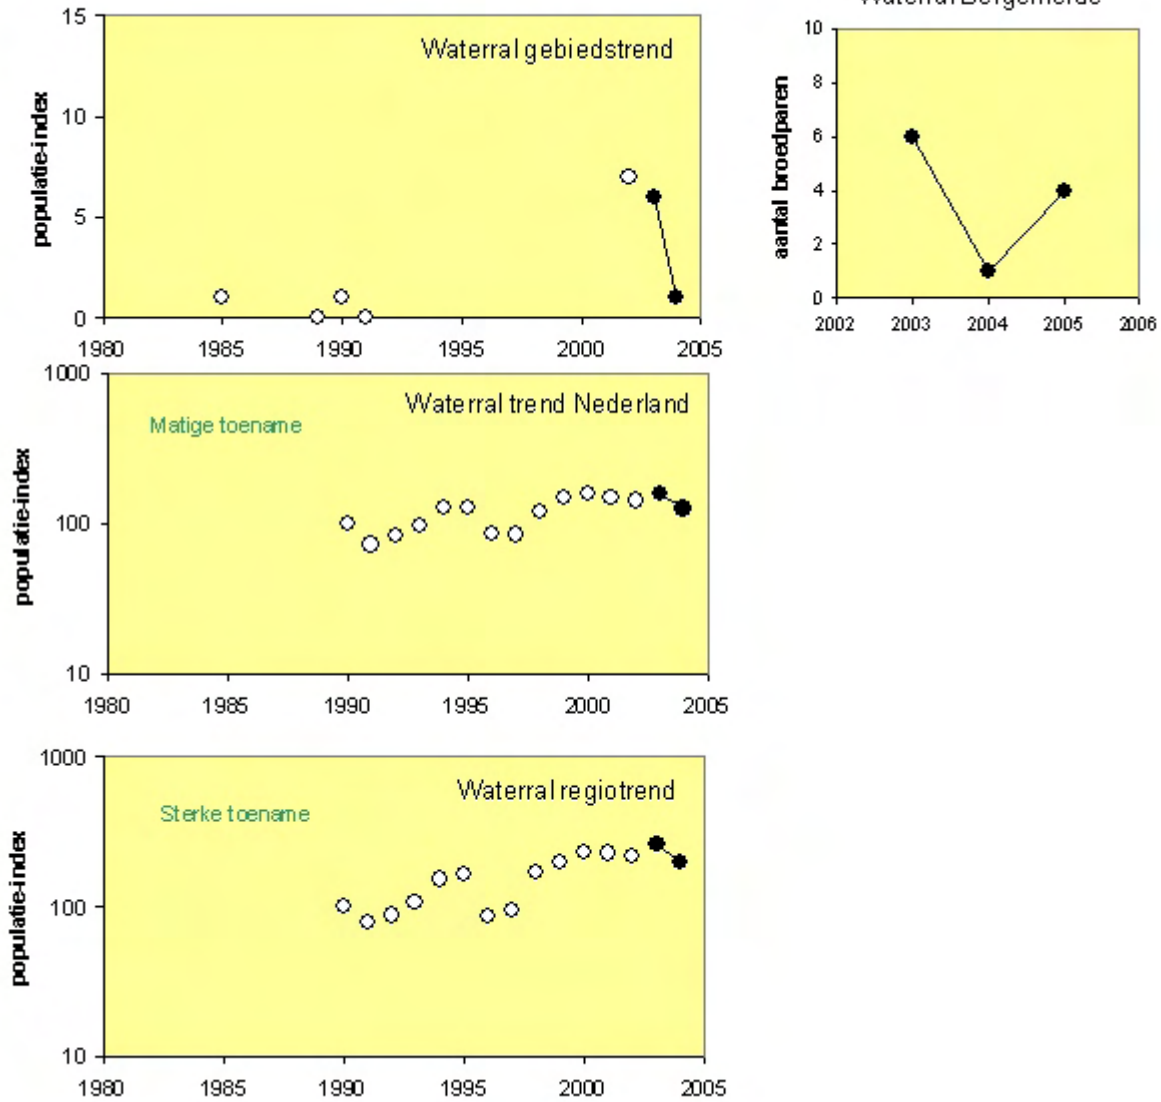 Waterral gebiedstrend
populatie-index
15
10
5
0
1980 1985 1990 1995 2000 2005
aantal broedparen
10
8
6
4
2
0
2002 2003 2004 2005 2006
Waterral trend Nederland
Matige toename
populatie-index
1000
100
10
1980 1985 1990 1995 2000 2005
Waterral regiotrend
Sterke toename
populatie-index
1000
100
10
1980 1985 1990 1995 2000 2005